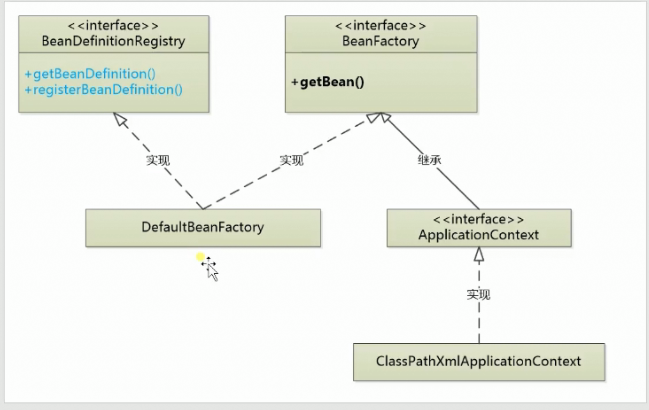 <<interface>>
BeanDefinitionRegistry
+getBeanDefinition()
+registerBeanDefinition()
<<interface>>
BeanFactory
+getBean()
实现
实现
继承
DefaultBeanFactory
<<interface>>
ApplicationContext
实现
ClassPathXmlApplicationContext